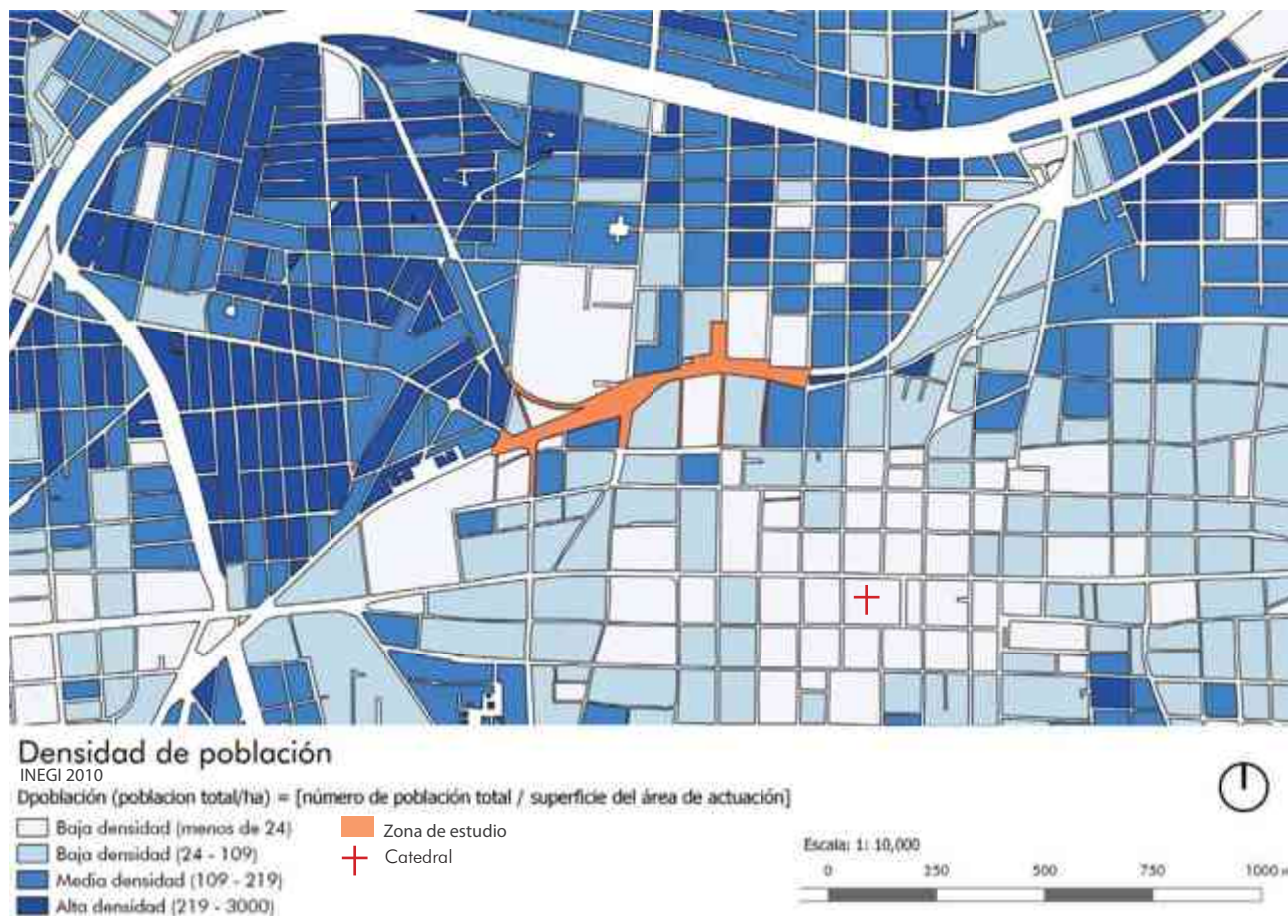 Densidad de población
INEGI 2010
Dpoblación (poblacion total/ha) = [número de población total / superficie del área de actuación]
Baja densidad (menos de 24)
Baja densidad (24 - 109)
Media densidad (109 - 219)
Alta densidad (219 - 3000)
Zona de estudio
Catedral
Escala: 1: 10,000
0 250 500 750 1000